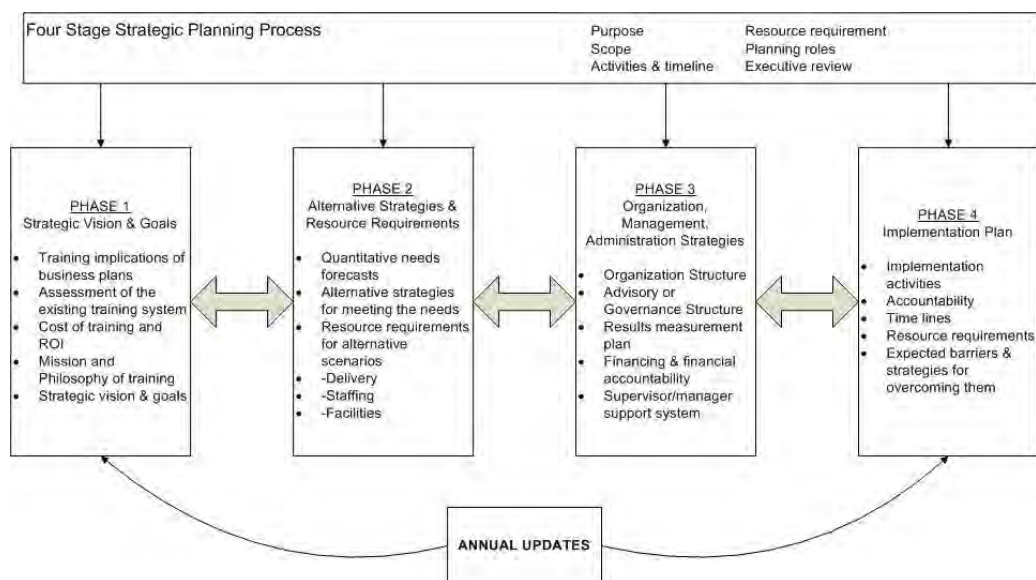 Four Stage Strategic Planning Process
Purpose
Scope
Activities & timeline
Resource requirement
Planning roles
Executive review
PHASE 1
Strategic Vision & Goals
• Training implications of
business plans
• Assessment of the
existing training system
• Cost of training and
ROI
• Mission and
Philosophy of training
• Strategic vision & goals
PHASE 2
Alternative Strategies &
Resource Requirements
• Quantitative needs
forecasts
• Alternative strategies
for meeting the needs
• Resource requirements
for alternative
scenarios
• -Delivery
• -Staffing
• -Facilities
PHASE 3
Organization,
Management,
Administration Strategies
• Organization Structure
• Advisory or
Governance Structure
• Results measurement
plan
• Financing & financial
accountability
• Supervisor/manager
support system
PHASE 4
Implementation Plan
• Implementation
activities
• Accountability
• Time lines
• Resource requirements
• Expected barriers &
strategies for
overcoming them
ANNUAL UPDATES